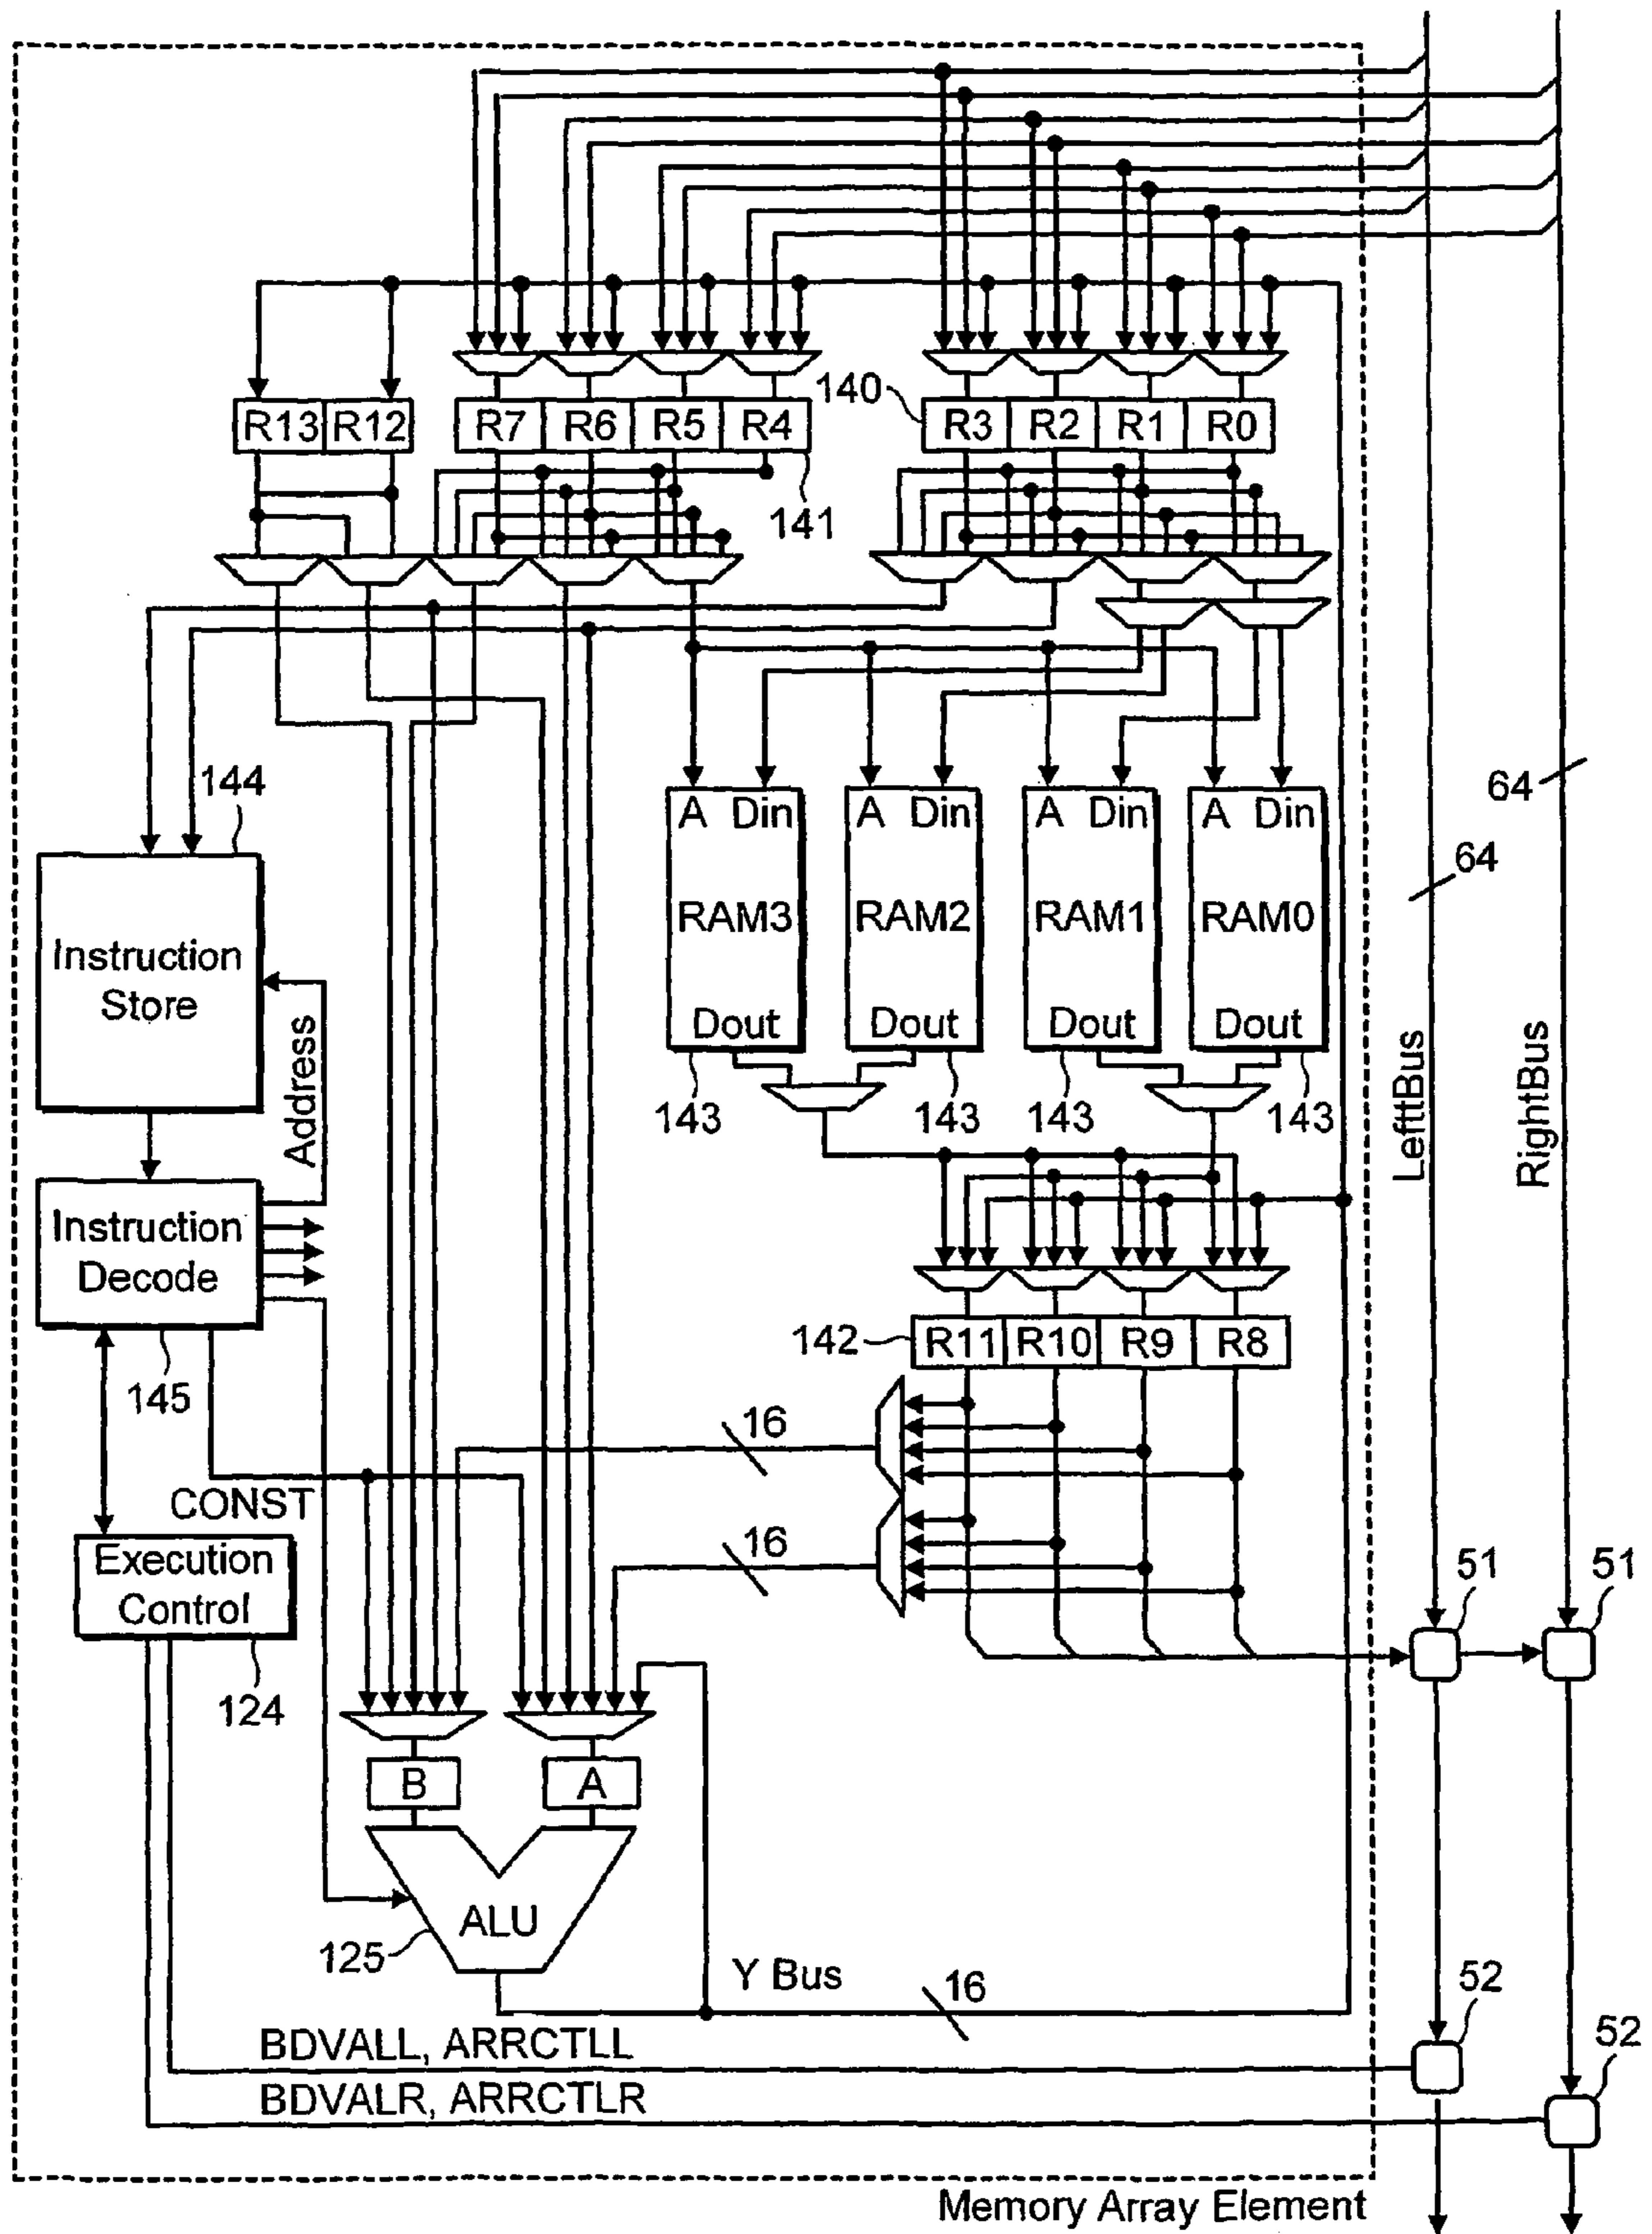 140
R13 R12 R7 R6 R5 R4 R3 R2 R1 R0
141
144
64
64
A Din A Din A Din A Din
RAM3 RAM2 RAM1 RAM0
Instruction
Store
Dout Dout Dout Dout
143 143 143 143
Address
LefttBus
RightBus
Instruction
Decode
142 R11 R10 R9 R8
145
16
CONST
16
Execution
Control
51 51
124
B A
ALU
125
Y Bus 16
52
52
BDVALL, ARRCTLL
BDVALR, ARRCTLR
Memory Array Element